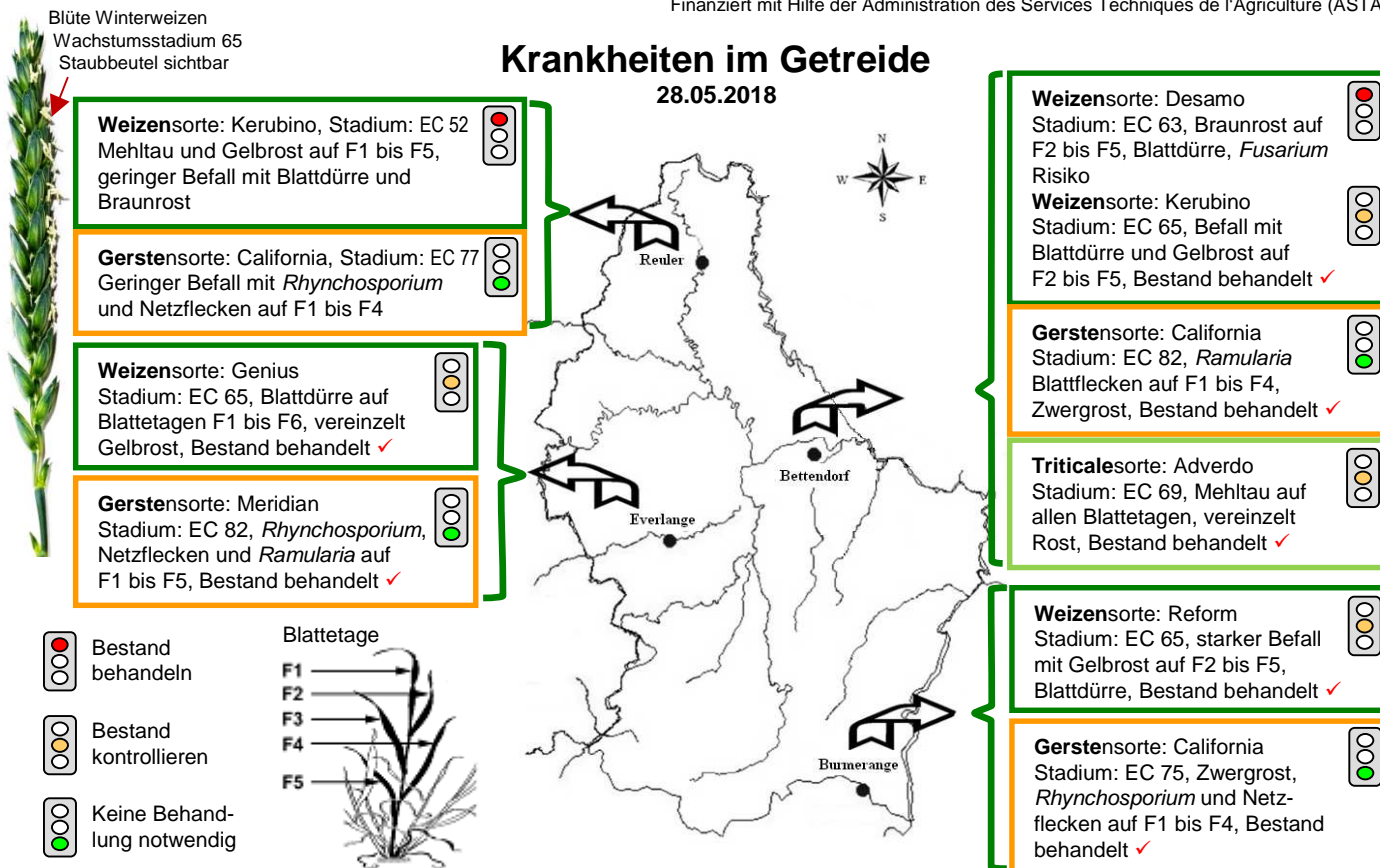 Finanziert mit Hilfe der Administration des Services Techniques de l'Agriculture (ASTA
Blüte Winterweizen
Wachstumsstadium 65
Staubbeutel sichtbar
Krankheiten im Getreide
28.05.2018
Weizensorte: Kerubino, Stadium: EC 52
Mehltau und Gelbrost auf F1 bis F5,
geringer Befall mit Blattdürre und
Braunrost
Gerstensorte: California, Stadium: EC 77
Geringer Befall mit Rhynchosporium
und Netzflecken auf F1 bis F4
Weizensorte: Genius
Stadium: EC 65, Blattdürre auf
Blattetagen F1 bis F6, vereinzelt
Gelbrost, Bestand behandelt ✓
Gerstensorte: Meridian
Stadium: EC 82, Rhynchosporium,
Netzflecken und Ramularia auf
F1 bis F5, Bestand behandelt ✓
Bestand
behandeln
Bestand
kontrollieren
Keine Behand-
lung notwendig
Blattetage
F1
F2
F3
F4
F5
N
W
E
S
Reuler
Bettendorf
Everlange
Burmerange
Weizensorte: Desamo
Stadium: EC 63, Braunrost auf
F2 bis F5, Blattdürre, Fusarium
Risiko
Weizensorte: Kerubino
Stadium: EC 65, Befall mit
Blattdürre und Gelbrost auf
F2 bis F5, Bestand behandelt ✓
Gerstensorte: California
Stadium: EC 82, Ramularia
Blattflecken auf F1 bis F4,
Zwergrost, Bestand behandelt ✓
Triticalesorte: Adverdo
Stadium: EC 69, Mehltau auf
allen Blattetagen, vereinzelt
Rost, Bestand behandelt ✓
Weizensorte: Reform
Stadium: EC 65, starker Befall
mit Gelbrost auf F2 bis F5,
Blattdürre, Bestand behandelt ✓
Gerstensorte: California
Stadium: EC 75, Zwergrost,
Rhynchosporium und Netz-
flecken auf F1 bis F4, Bestand
behandelt ✓